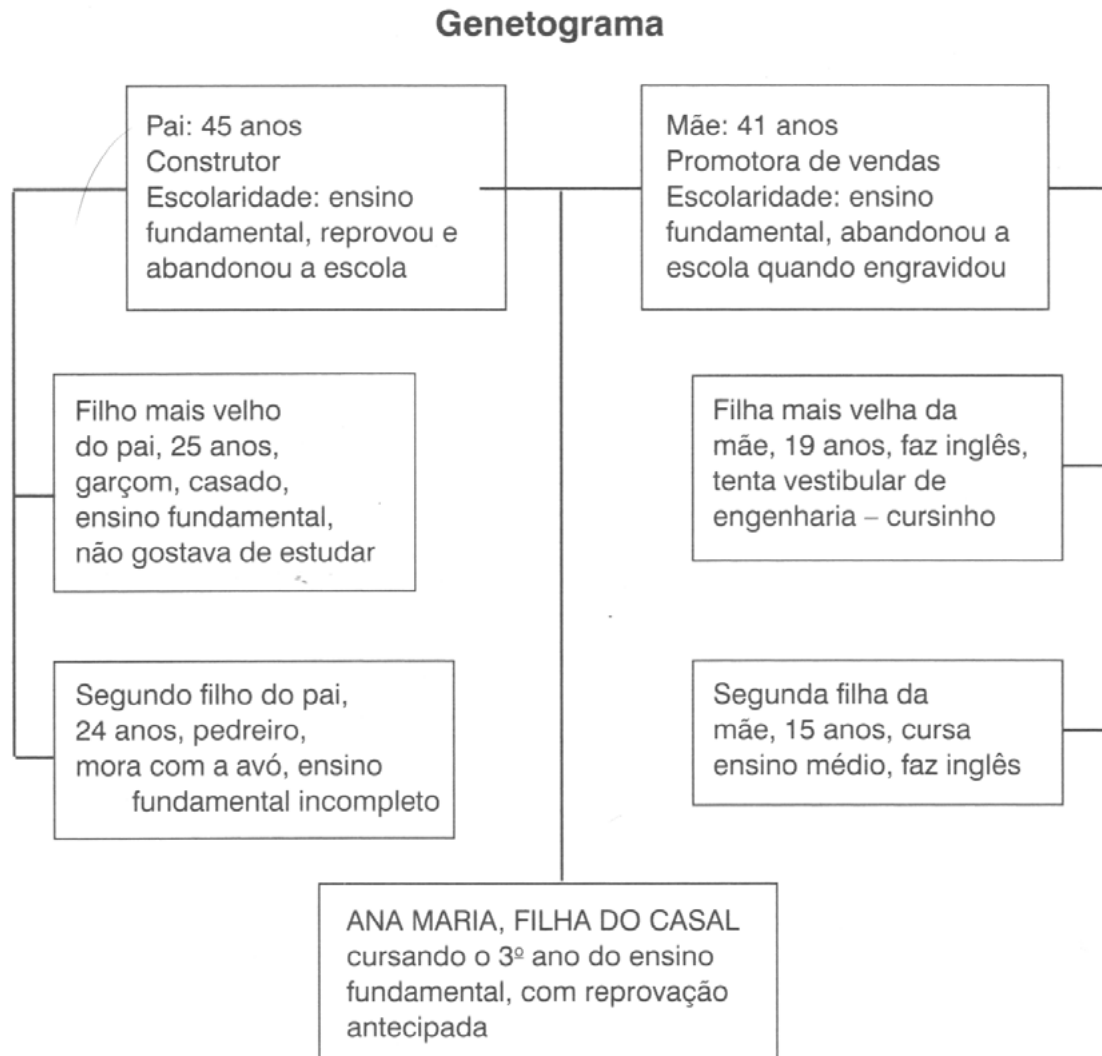 Genetograma
Pai: 45 anos
Construtor
Escolaridade: ensino
fundamental, reprovou e
abandonou a escola
Mãe: 41 anos
Promotora de vendas
Escolaridade: ensino
fundamental, abandonou a
escola quando engravidou
Filho mais velho
do pai, 25 anos,
garçom, casado,
ensino fundamental,
não gostava de estudar
Filha mais velha da
mãe, 19 anos, faz inglês,
tenta vestibular de
engenharia – cursinho
Segundo filho do pai,
24 anos, pedreiro,
mora com a avó, ensino
fundamental incompleto
Segunda filha da
mãe, 15 anos, cursa
ensino médio, faz inglês
ANA MARIA, FILHA DO CASAL
cursando o 3º ano do ensino
fundamental, com reprovação
antecipada